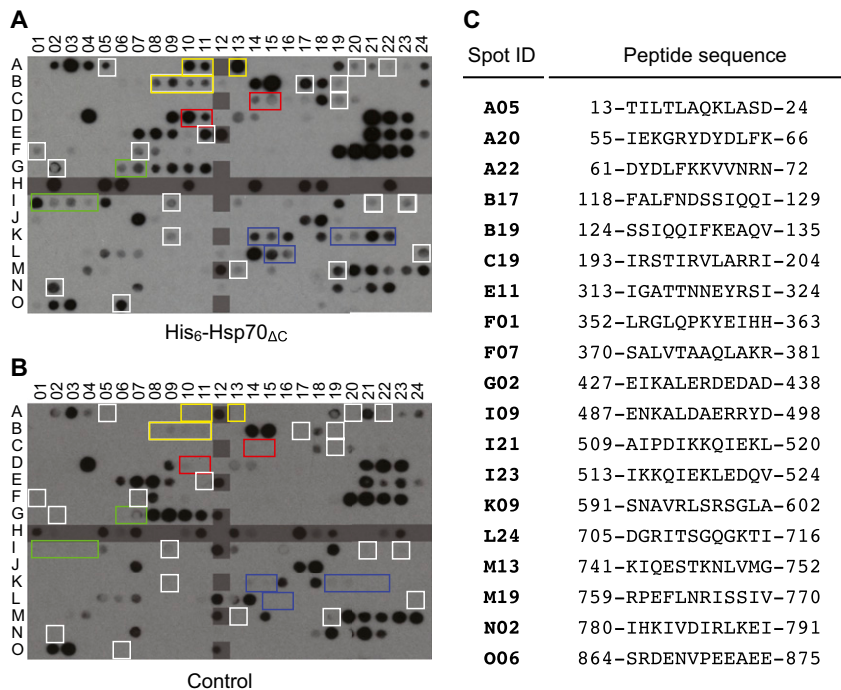 A
01 02 03 04 05 06 07 08 09 10 11 12 13 14 15 16 17 18 19 20 21 22 23 24
A
B
C
D
E
F
G
H
I
J
K
L
M
N
O
His6-Hsp70ΔC
B
01 02 03 04 05 06 07 08 09 10 11 12 13 14 15 16 17 18 19 20 21 22 23 24
A
B
C
D
E
F
G
H
I
J
K
L
M
N
O
Control
C
Spot ID Peptide sequence
A05 13-TILTLAQKLASD-24
A20 55-IEKGRYDYDLFK-66
A22 61-DYDLFKKVVNRN-72
B17 118-FALFNDSSIQQI-129
B19 124-SSIQQIFKEAQV-135
C19 193-IRSTIRVLARRI-204
E11 313-IGATTNNEYRSI-324
F01 352-LRGLQPKYEIHH-363
F07 370-SALVTAAQLAKR-381
G02 427-EIKALERDEDAD-438
I09 487-ENKALDAERRYD-498
I21 509-AIPDIKKQIEKL-520
I23 513-IKKQIEKLEDQV-524
K09 591-SNAVRLSRSGLA-602
L24 705-DGRITSGQGKTI-716
M13 741-KIQESTKNLVMG-752
M19 759-RPEFLNRISSIV-770
N02 780-IHKIVDIRLKEI-791
O06 864-SRDENVPEEAEE-875